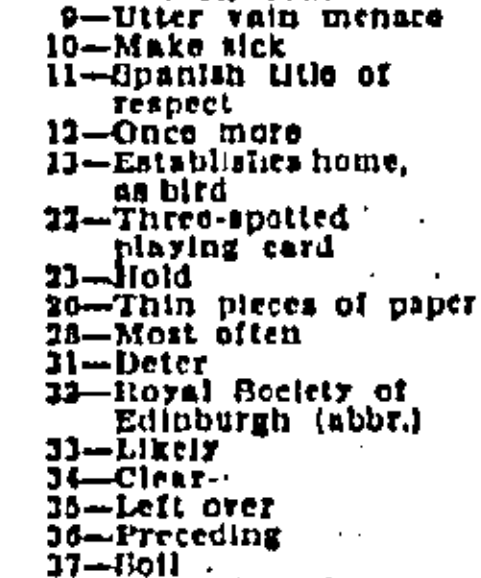 9—Utter vain menace
10—Make sick
11—Spanish title of
respect
12—Once more
13—Establishes home,
as bird
22—Three-spotted
playing card
23—Hold
26—Thin pieces of paper
28—Most often
31—Deter
32—Royal Society of
Edinburgh (abbr.)
33—Likely
34—Clear
35—Left over
36—Preceding
37—Boil